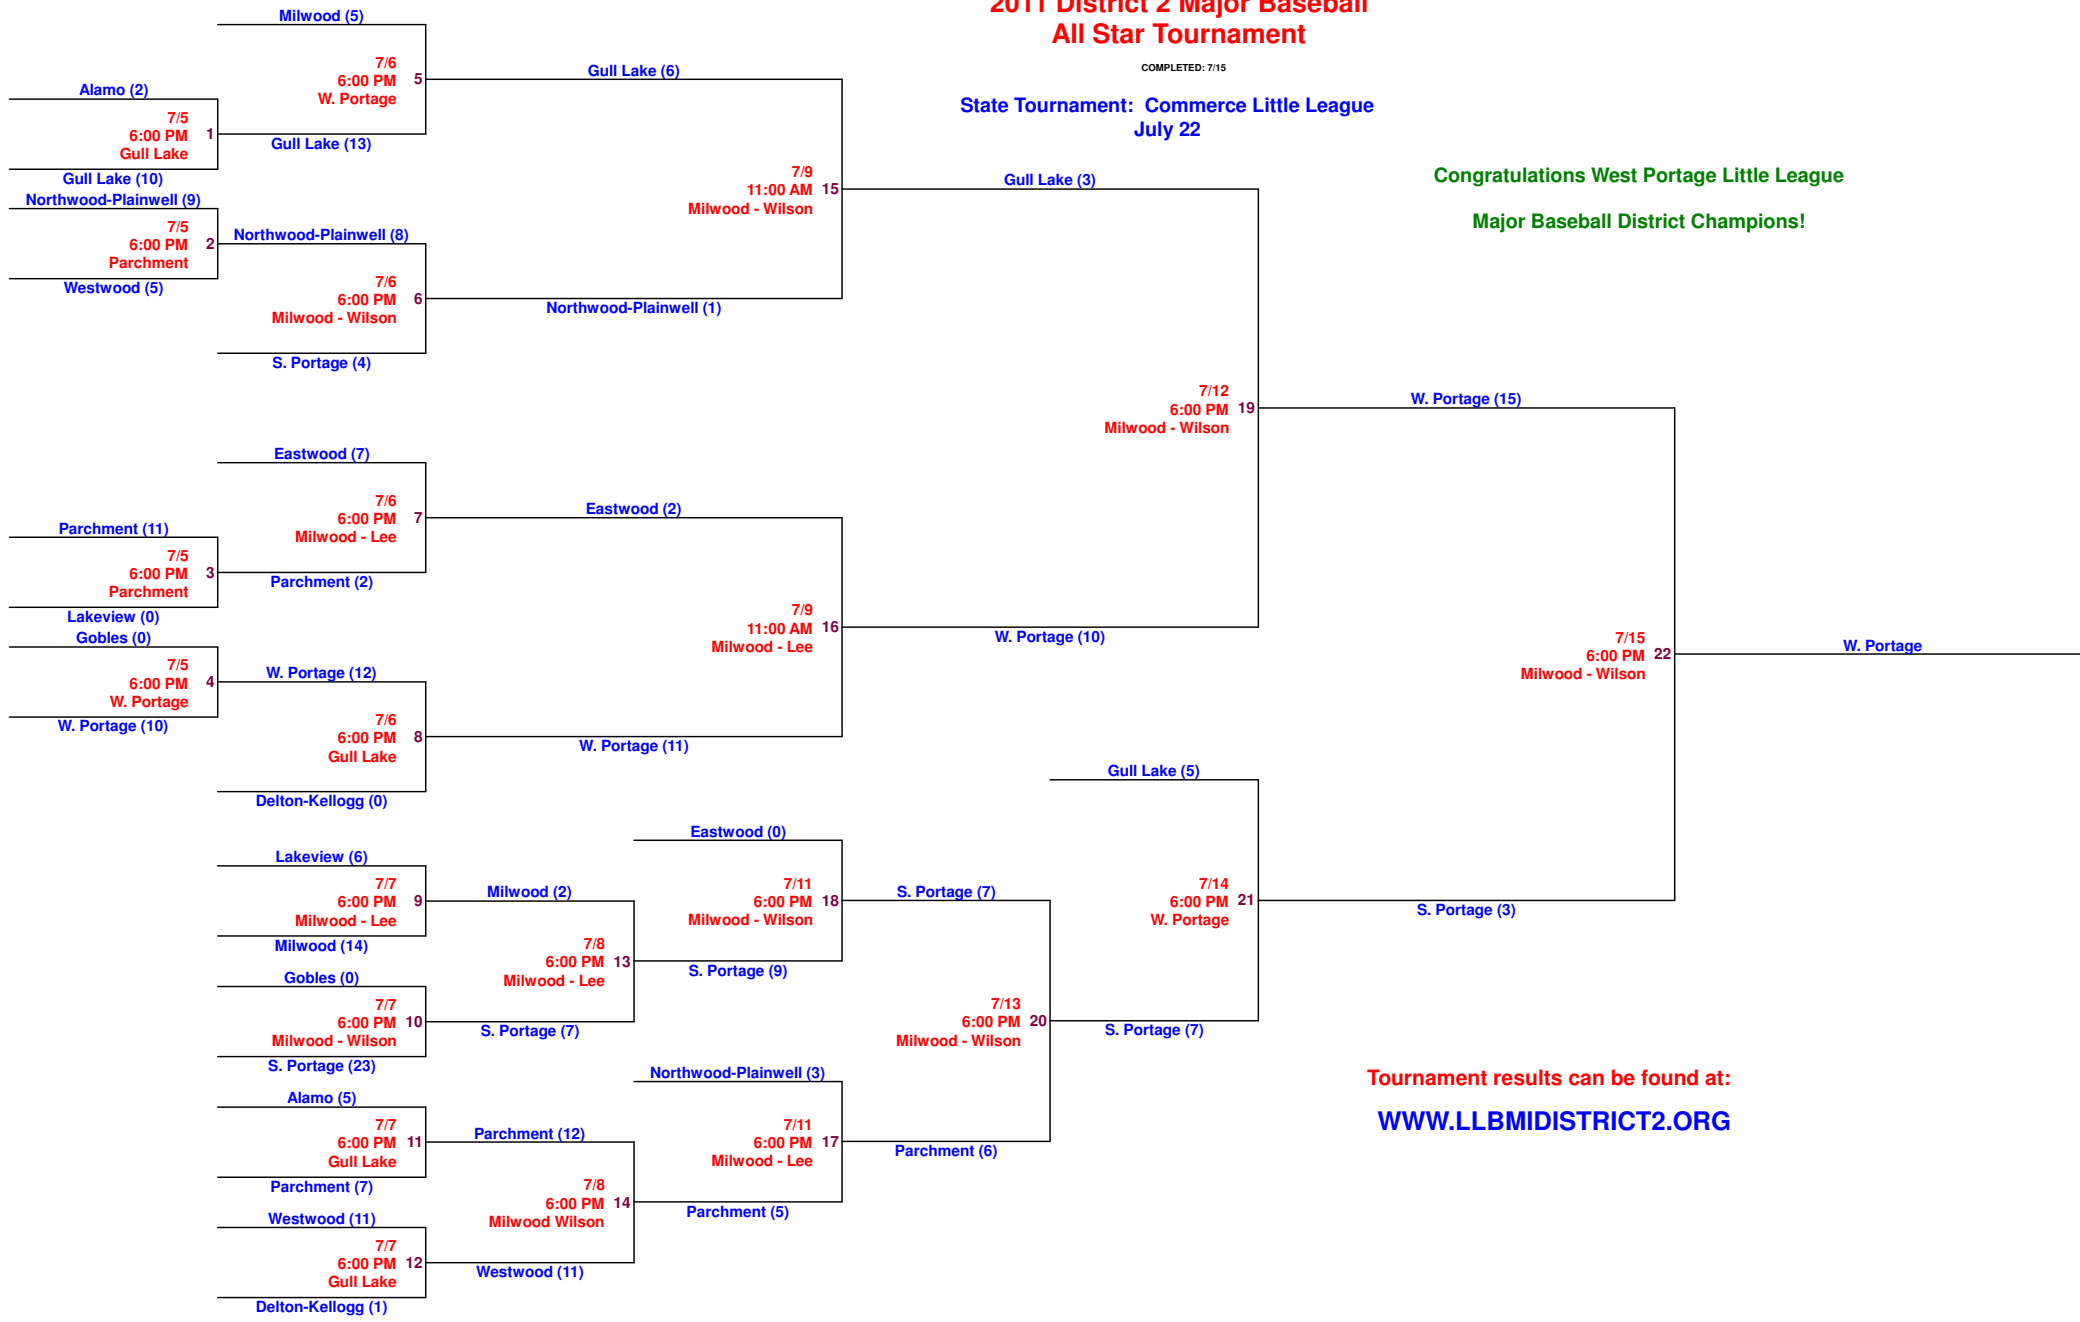 2011 District 2 Major Baseball
All Star Tournament
COMPLETED: 7/15
State Tournament:  Commerce Little League
July 22
Congratulations West Portage Little League
Major Baseball District Champions!
Milwood (5)
7/6
6:00 PM 5
W. Portage
Gull Lake (6)
Alamo (2)
7/5
6:00 PM 1
Gull Lake
Gull Lake (13)
Gull Lake (10)
7/9
11:00 AM 15
Milwood - Wilson
Gull Lake (3)
Northwood-Plainwell (9)
7/5
6:00 PM 2
Parchment
Northwood-Plainwell (8)
Westwood (5)
7/6
6:00 PM 6
Milwood - Wilson
Northwood-Plainwell (1)
S. Portage (4)
7/12
6:00 PM 19
Milwood - Wilson
W. Portage (15)
Eastwood (7)
7/6
6:00 PM 7
Milwood - Lee
Eastwood (2)
Parchment (11)
7/5
6:00 PM 3
Parchment
Parchment (2)
Lakeview (0)
7/9
11:00 AM 16
Milwood - Lee
W. Portage (10)
Gobles (0)
7/5
6:00 PM 4
W. Portage
W. Portage (12)
W. Portage (10)
7/6
6:00 PM 8
Gull Lake
W. Portage (11)
Delton-Kellogg (0)
7/15
6:00 PM 22
Milwood - Wilson
W. Portage
Gull Lake (5)
Eastwood (0)
Lakeview (6)
7/7
6:00 PM 9
Milwood - Lee
Milwood (2)
Milwood (14)
7/11
6:00 PM 18
Milwood - Wilson
S. Portage (7)
7/14
6:00 PM 21
W. Portage
S. Portage (3)
7/8
6:00 PM 13
Milwood - Lee
S. Portage (9)
Gobles (0)
7/7
6:00 PM 10
Milwood - Wilson
S. Portage (7)
S. Portage (23)
7/13
6:00 PM 20
Milwood - Wilson
S. Portage (7)
Northwood-Plainwell (3)
Alamo (5)
7/7
6:00 PM 11
Gull Lake
Parchment (12)
Parchment (7)
7/11
6:00 PM 17
Milwood - Lee
Parchment (6)
7/8
6:00 PM 14
Milwood Wilson
Parchment (5)
Westwood (11)
7/7
6:00 PM 12
Gull Lake
Westwood (11)
Delton-Kellogg (1)
Tournament results can be found at:
WWW.LLBMIDISTRICT2.ORG